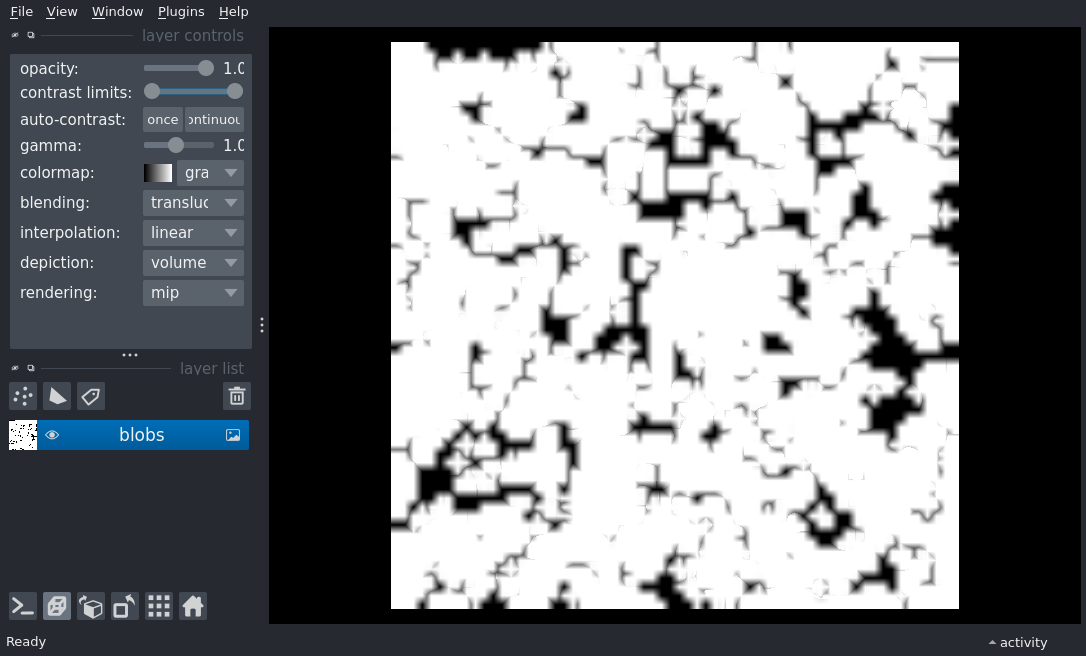 File View Window Plugins Help
layer controls
opacity: 1.0
contrast limits:
auto-contrast: once ontinuou
gamma: 1.0
colormap: gra
blending: transluc
interpolation: linear
depiction: volume
rendering: mip
layer list
blobs
Ready
activity